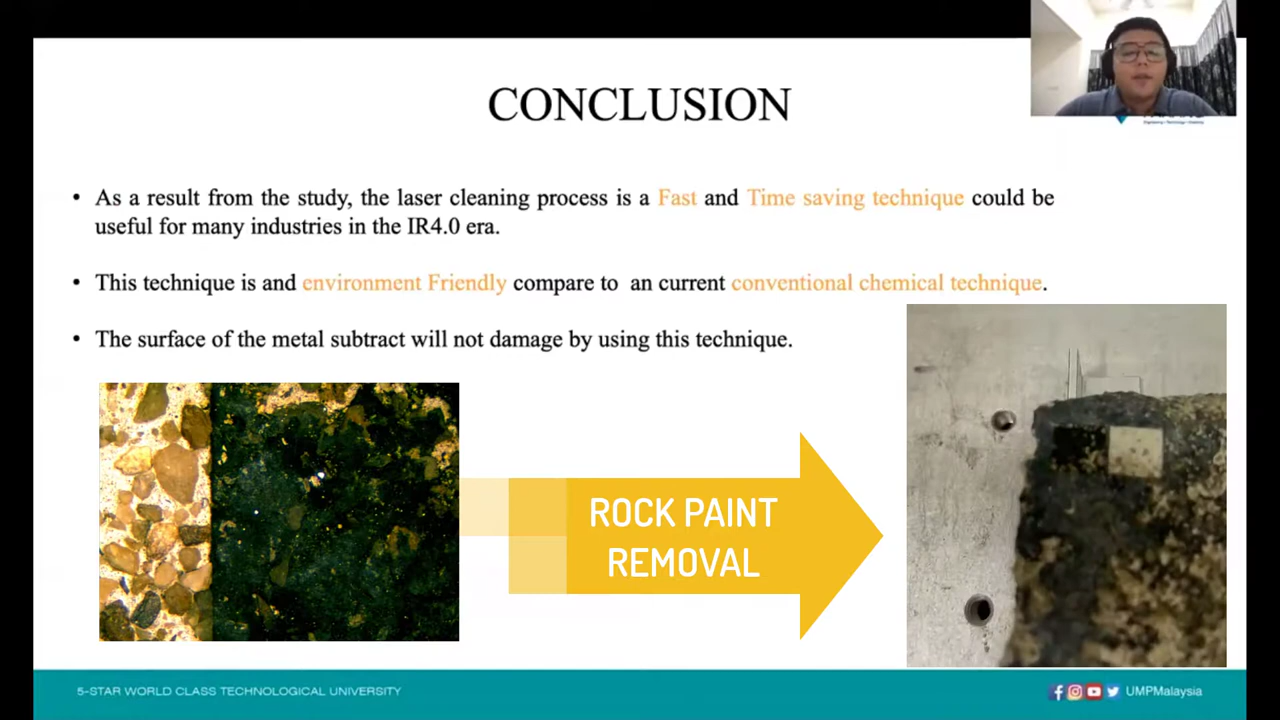 CONCLUSION
• As a result from the study, the laser cleaning process is a Fast and Time saving technique could be
useful for many industries in the IR4.0 era.
• This technique is and environment Friendly compare to an current conventional chemical technique.
• The surface of the metal subtract will not damage by using this technique.
ROCK PAINT
REMOVAL
5-STAR WORLD CLASS TECHNOLOGICAL UNIVERSITY
UMPMalaysia